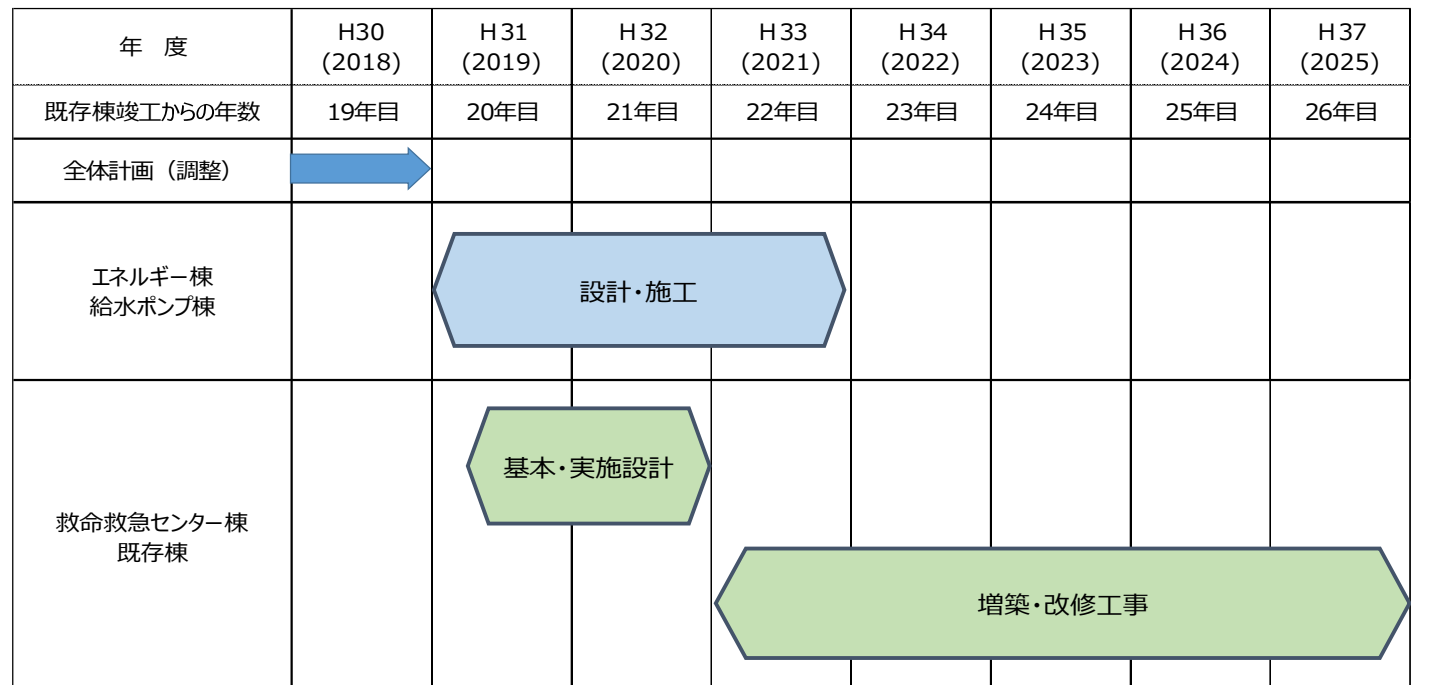 年　度
H30
(2018)
H31
(2019)
H32
(2020)
H33
(2021)
H34
(2022)
H35
(2023)
H36
(2024)
H37
(2025)
既存棟竣工からの年数
19年目
20年目
21年目
22年目
23年目
24年目
25年目
26年目
全体計画（調整）
エネルギー棟
給水ポンプ棟
設計・施工
救命救急センター棟
既存棟
基本・実施設計
増築・改修工事